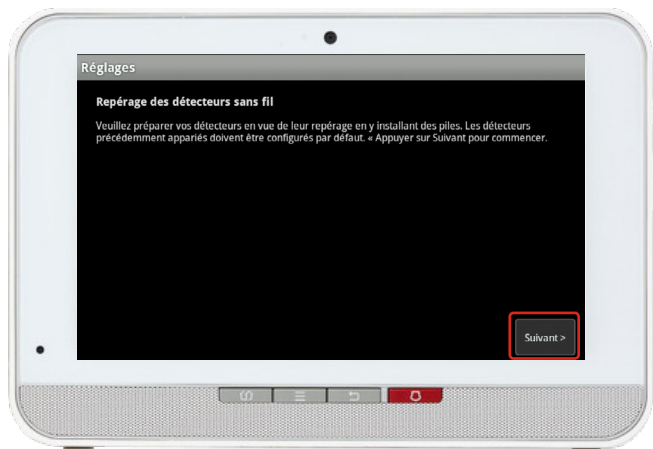 Réglages
Repérage des détecteurs sans fil
Veuillez préparer vos détecteurs en vue de leur repérage en y installant des piles. Les détecteurs
précédemment appariés doivent être configurés par défaut. « Appuyer sur Suivant pour commencer.
Suivant >